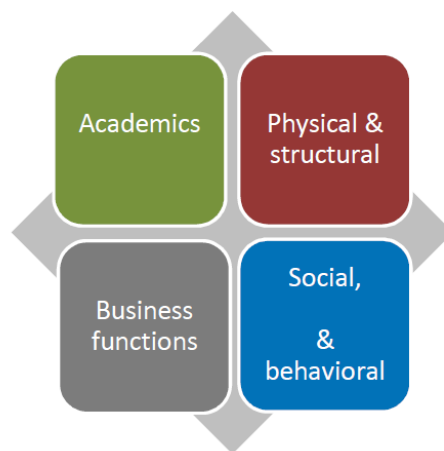 Academics
Physical &
structural
Business
functions
Social,
&
behavioral